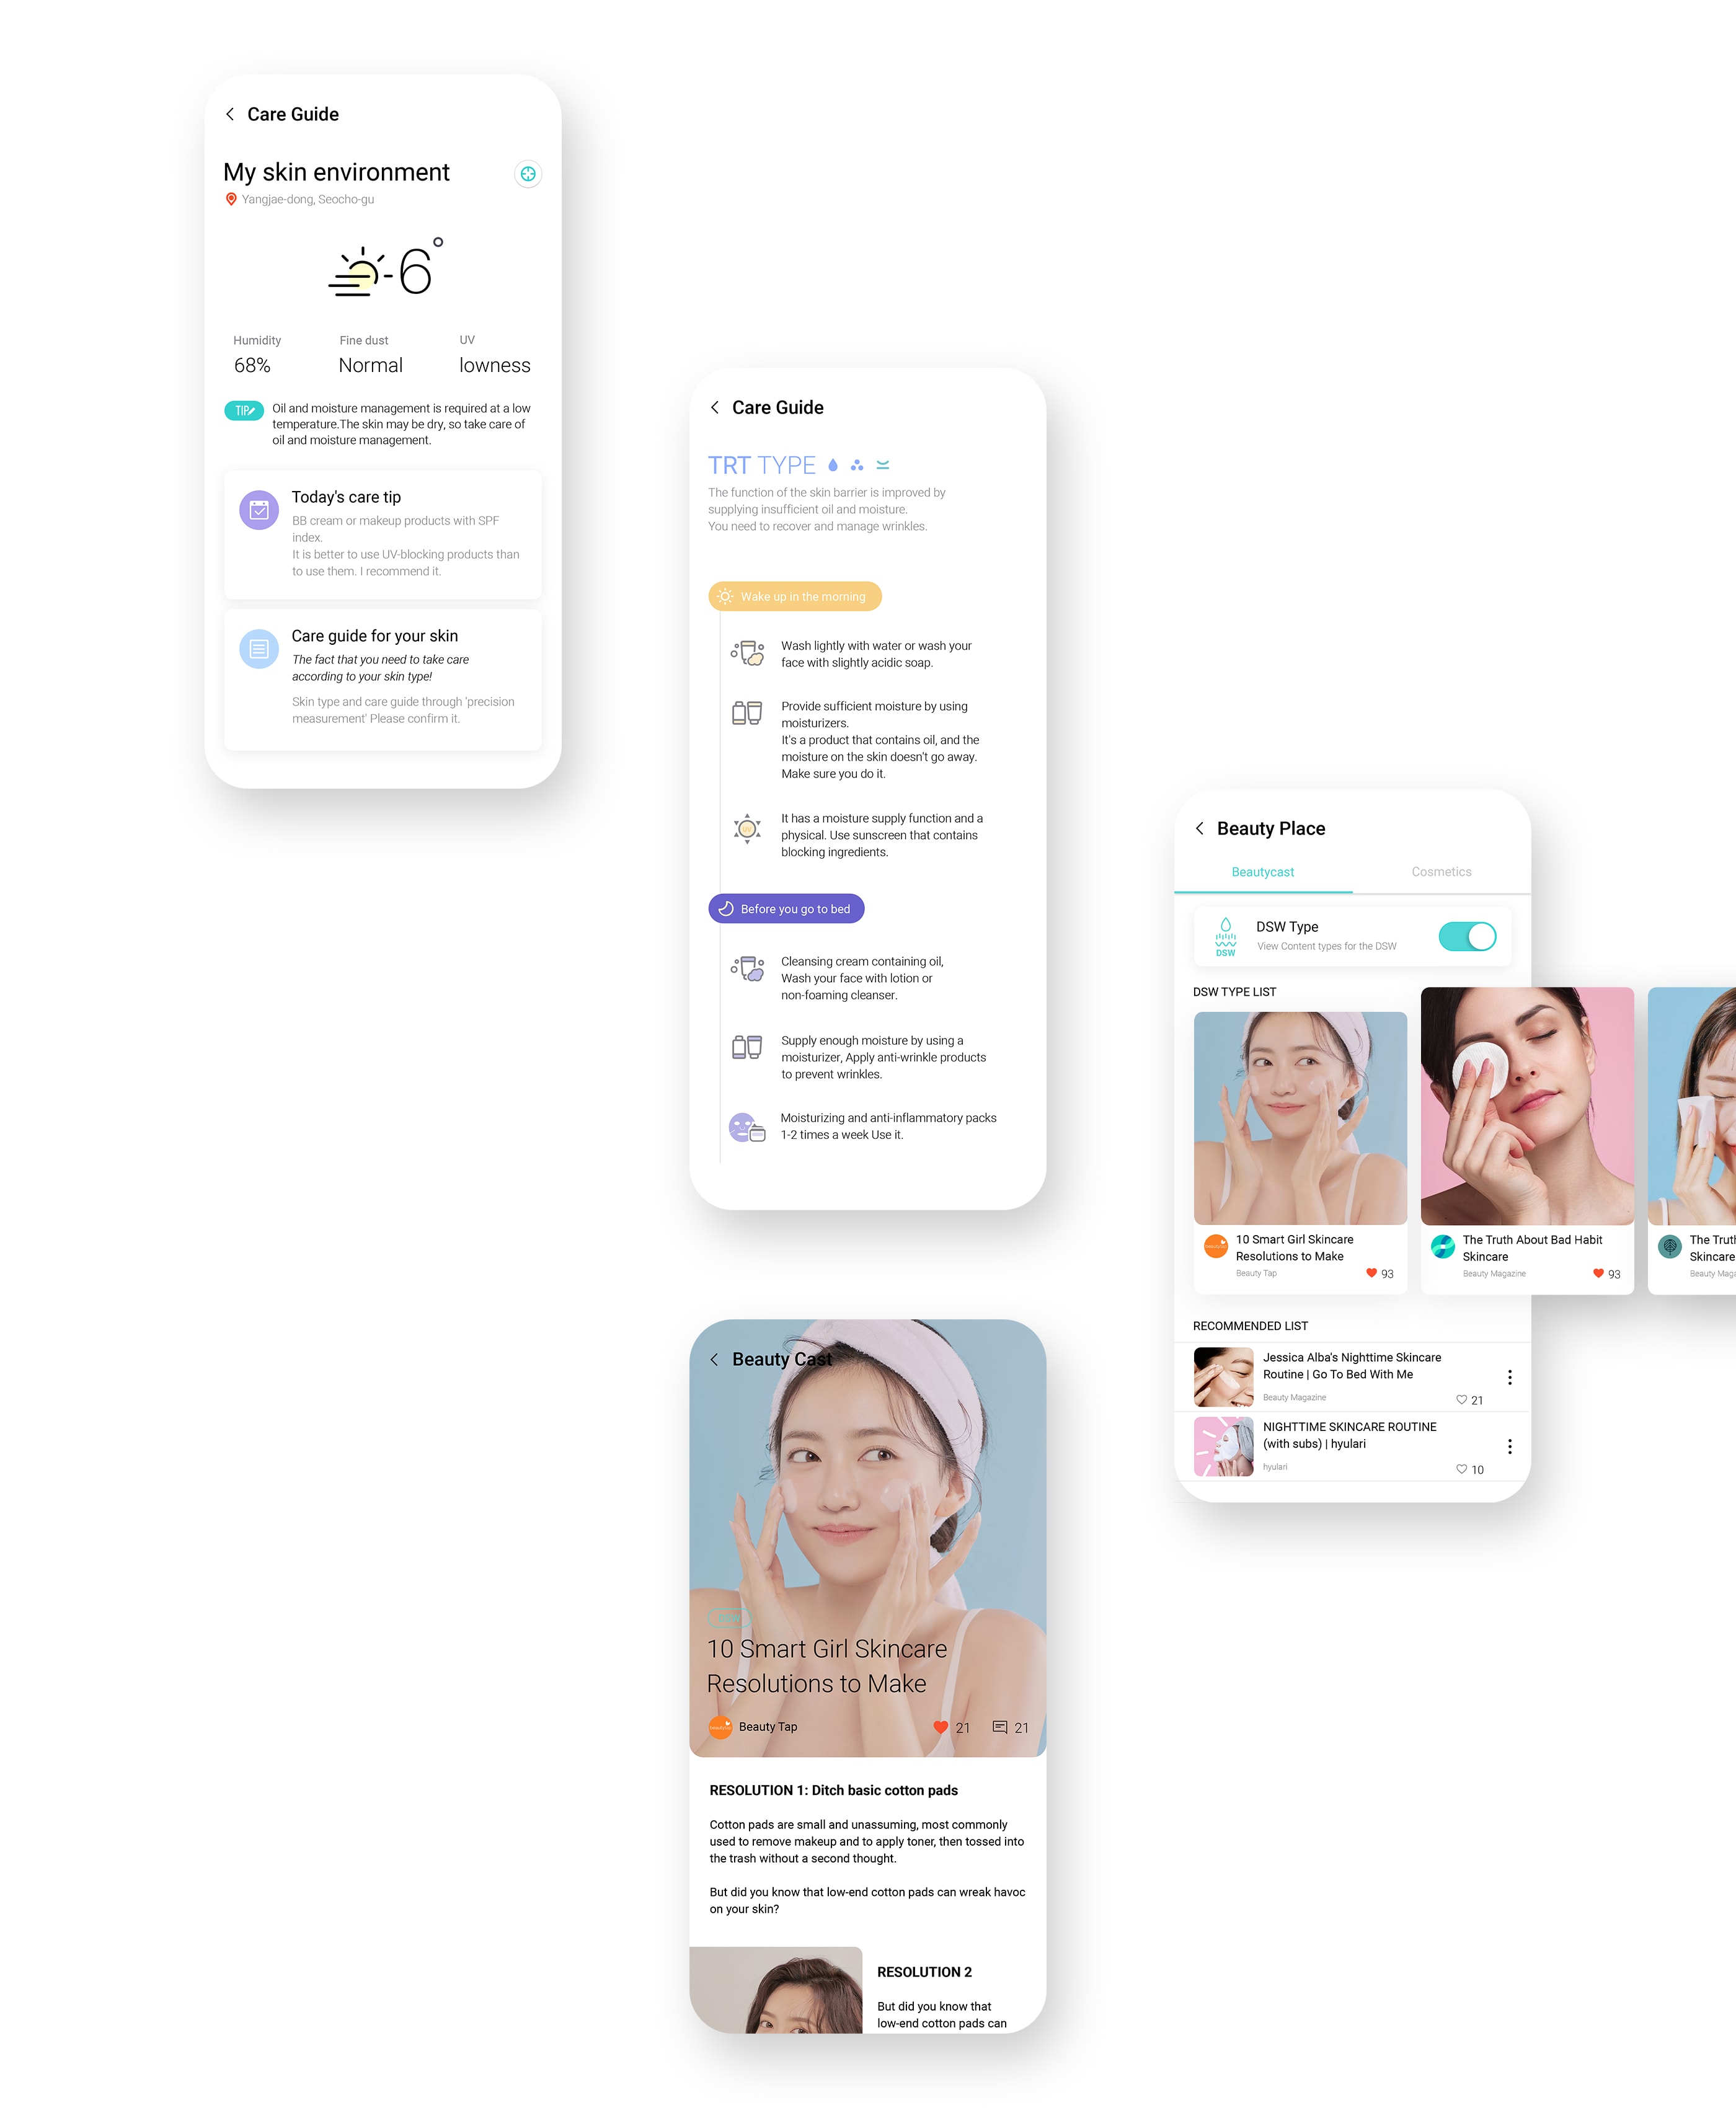 Care Guide
My skin environment
Yangjae-dong, Seocho-gu
-6°
Humidity
Fine dust
UV
68%
Normal
lowness
TIP
Oil and moisture management is required at a low
temperature.The skin may be dry, so take care of
oil and moisture management.
Today's care tip
BB cream or makeup products with SPF
index.
It is better to use UV-blocking products than
to use them. I recommend it.
Care guide for your skin
The fact that you need to take care
according to your skin type!
Skin type and care guide through 'precision
measurement' Please confirm it.
Care Guide
TRT TYPE
The function of the skin barrier is improved by
supplying insufficient oil and moisture.
You need to recover and manage wrinkles.
Wake up in the morning
Wash lightly with water or wash your
face with slightly acidic soap.
Provide sufficient moisture by using
moisturizers.
It's a product that contains oil, and the
moisture on the skin doesn't go away.
Make sure you do it.
UV
It has a moisture supply function and a
physical. Use sunscreen that contains
blocking ingredients.
Before you go to bed
Cleansing cream containing oil,
Wash your face with lotion or
non-foaming cleanser.
Supply enough moisture by using a
moisturizer, Apply anti-wrinkle products
to prevent wrinkles.
Moisturizing and anti-inflammatory packs
1-2 times a week Use it.
Beauty Place
Beautycast
Cosmetics
DSW
DSW Type
View Content types for the DSW
DSW TYPE LIST
10 Smart Girl Skincare
Resolutions to Make
Beauty Tap
93
The Truth About Bad Habit
Skincare
Beauty Magazine
93
The Truth
Skincare
Beauty Maga
RECOMMENDED LIST
Jessica Alba's Nighttime Skincare
Routine | Go To Bed With Me
Beauty Magazine
21
NIGHTTIME SKINCARE ROUTINE
(with subs) | hyulari
hyulari
10
Beauty Cast
10 Smart Girl Skincare
Resolutions to Make
Beauty Tap
21
21
RESOLUTION 1: Ditch basic cotton pads
Cotton pads are small and unassuming, most commonly
used to remove makeup and to apply toner, then tossed into
the trash without a second thought.
But did you know that low-end cotton pads can wreak havoc
on your skin?
RESOLUTION 2
But did you know that
low-end cotton pads can